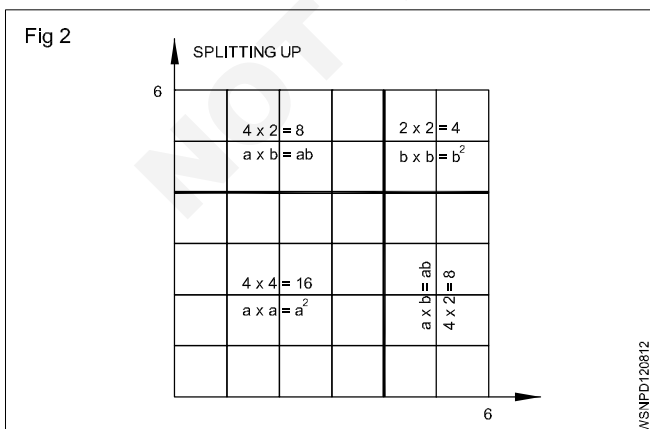 Fig 2
SPLITTING UP
6
4 x 2 = 8
a x b = ab
2 x 2 = 4
b x b = b²
4 x 4 = 16
a x a = a²
a x b = ab
4 x 2 = 8
6
WSNPD120812
NOT